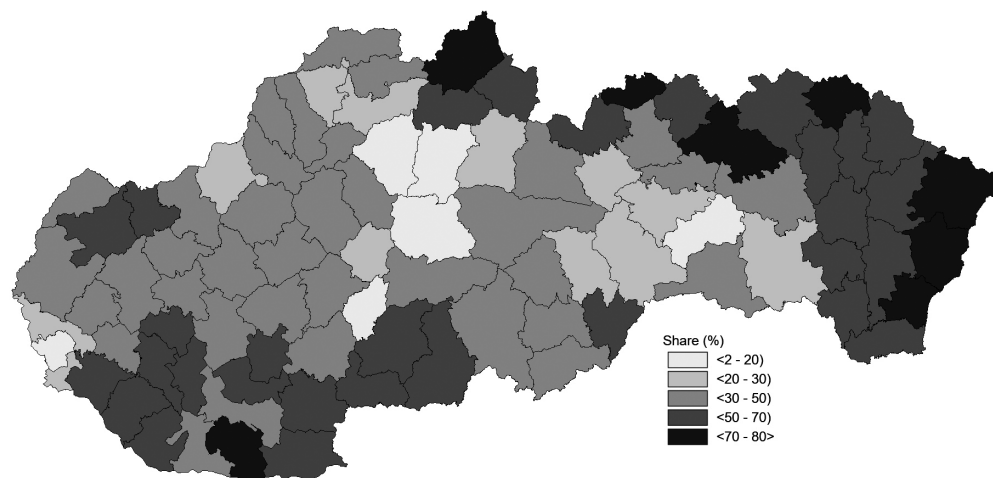 Share (%)
<2 - 20)
<20 - 30)
<30 - 50)
<50 - 70)
<70 - 80>